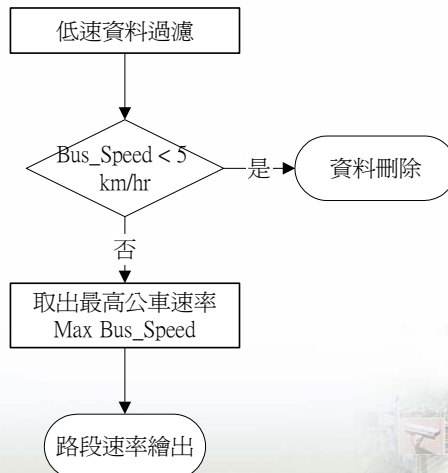 低速資料過濾
Bus_Speed < 5
km/hr
是
資料刪除
否
取出最高公車速率
Max Bus_Speed
路段速率繪出